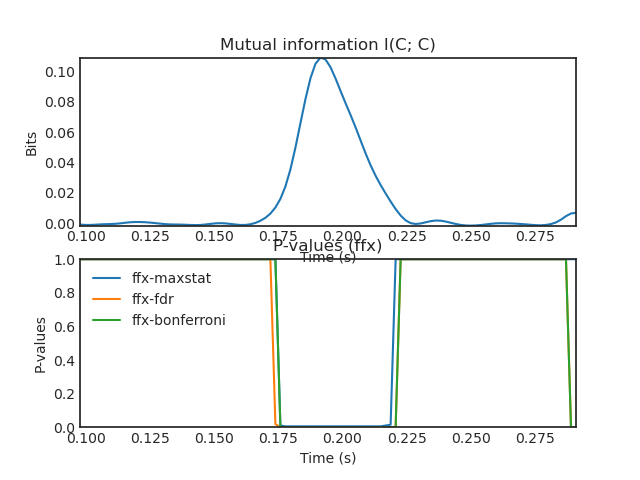 Mutual information I(C; C)
0.10
0.08
0.06
0.04
0.02
0.00
Bits
0.100 0.125 0.150 0.175 0.200 0.225 0.250 0.275
Time (s)
P-values (ffx)
1.0
0.8
0.6
0.4
0.2
0.0
P-values
ffx-maxstat
ffx-fdr
ffx-bonferroni
0.100 0.125 0.150 0.175 0.200 0.225 0.250 0.275
Time (s)